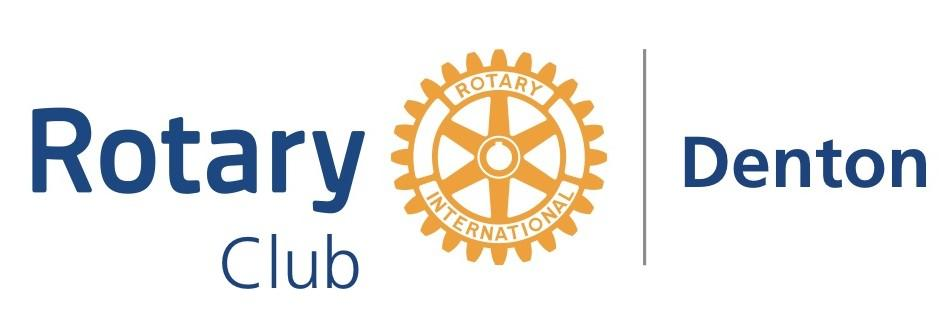 Rotary
Club
ROTARY
INTERNATIONAL
Denton